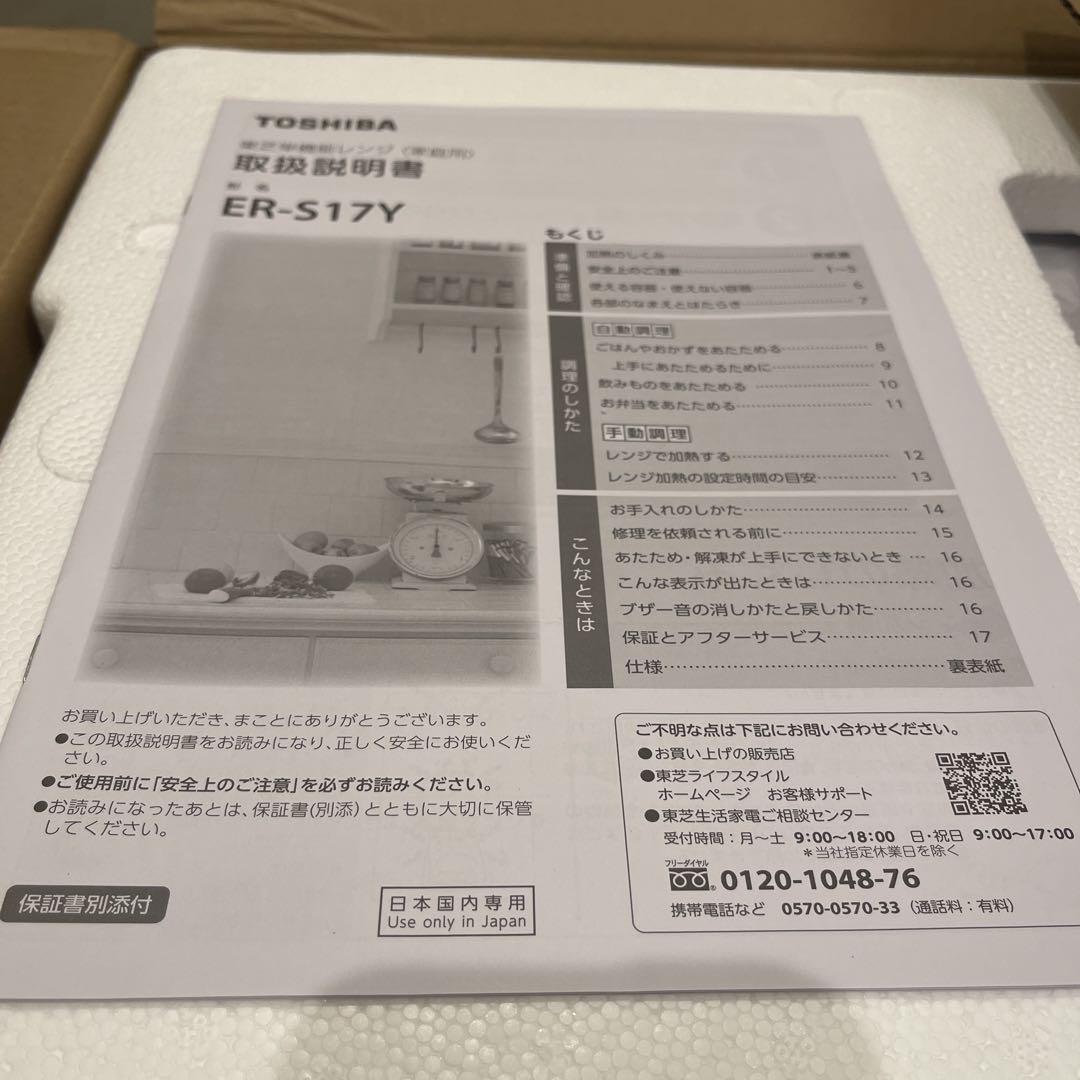 TOSHIBA
東芝単機能レンジ〈家庭用〉
取扱説明書
形名
ER-S17Y
もくじ
準備と確認
加熱のしくみ……表紙裏
安全上のご注意……1〜5
使える容器・使えない容器……6
各部のなまえとはたらき……7
調理のしかた
自動調理
ごはんやおかずをあたためる……8
上手にあたためるために……9
飲みものをあたためる……10
お弁当をあたためる……11
手動調理
レンジで加熱する……12
レンジ加熱の設定時間の目安……13
こんなときは
お手入れのしかた……14
修理を依頼される前に……15
あたため・解凍が上手にできないとき…16
こんな表示が出たときは……16
ブザー音の消しかたと戻しかた……16
保証とアフターサービス……17
仕様……裏表紙
お買い上げいただき、まことにありがとうございます。
●この取扱説明書をお読みになり、正しく安全にお使いくだ
さい。
●ご使用前に「安全上のご注意」を必ずお読みください。
●お読みになったあとは、保証書(別添)とともに大切に保管
してください。
保証書別添付
日本国内専用
Use only in Japan
ご不明な点は下記にお問い合わせください。
●お買い上げの販売店
●東芝ライフスタイル
ホームページ お客様サポート
●東芝生活家電ご相談センター
受付時間：月〜土 9:00〜18:00 日・祝日 9:00〜17:00
＊当社指定休業日を除く
フリーダイヤル
0120-1048-76
携帯電話など 0570-0570-33 (通話料：有料)